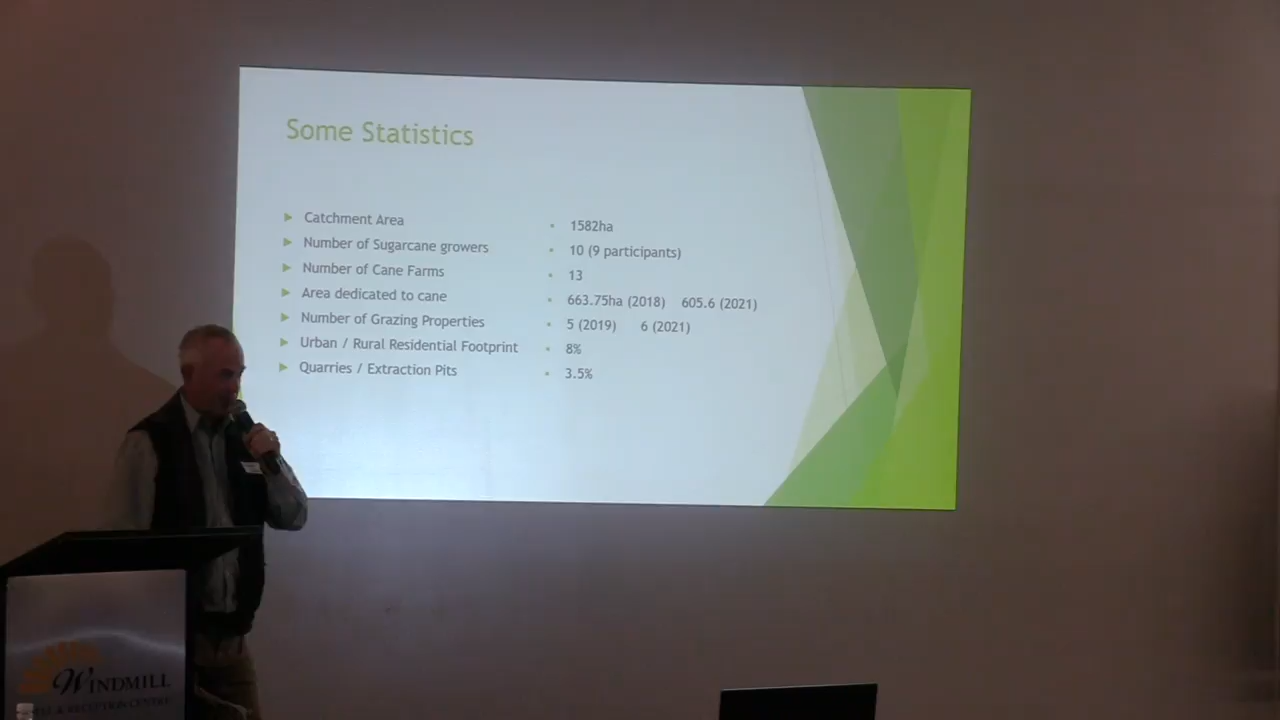 Some Statistics
Catchment Area
1582ha
Number of Sugarcane growers
10 (9 participants)
Number of Cane Farms
13
Area dedicated to cane
663.75ha (2018) 605.6 (2021)
Number of Grazing Properties
5 (2019) 6 (2021)
Urban / Rural Residential Footprint
8%
Quarries / Extraction Pits
3.5%
WINDMILL
& RECEPTION CENTRE